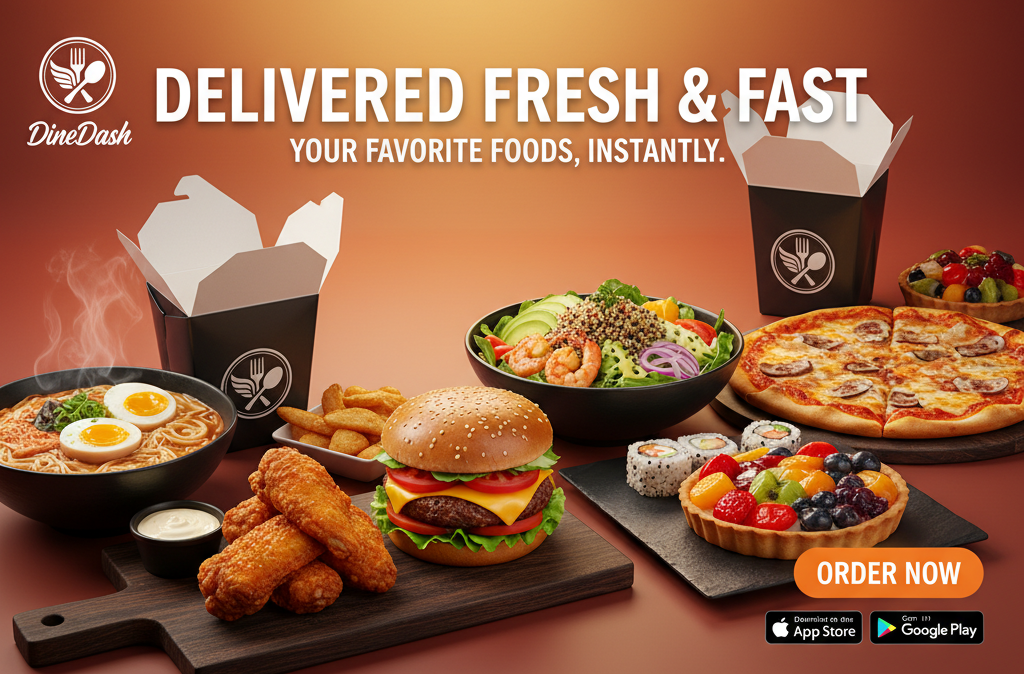 DineDash
DELIVERED FRESH & FAST
YOUR FAVORITE FOODS, INSTANTLY.
ORDER NOW
App Store
Google Play